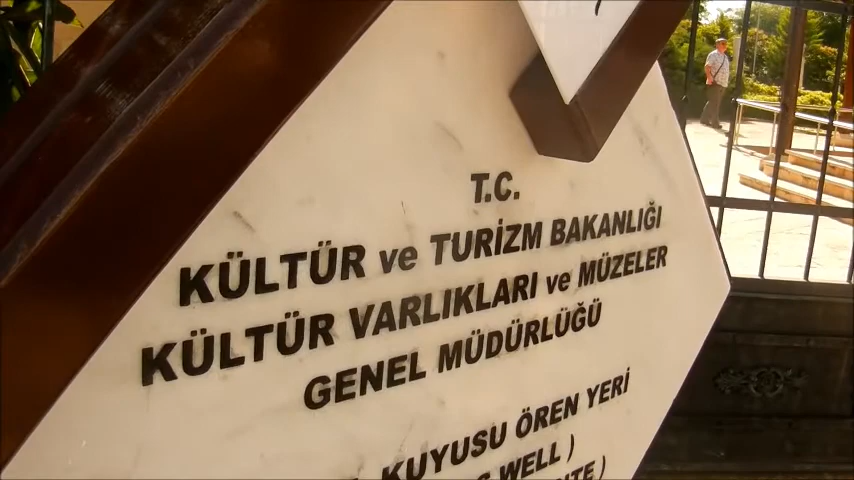 T.C.
KÜLTÜR ve TURİZM BAKANLIĞI
KÜLTÜR VARLIKLARI ve MÜZELER
GENEL MÜDÜRLÜĞÜ
KUYUSU ÖREN YERİ
WELL )